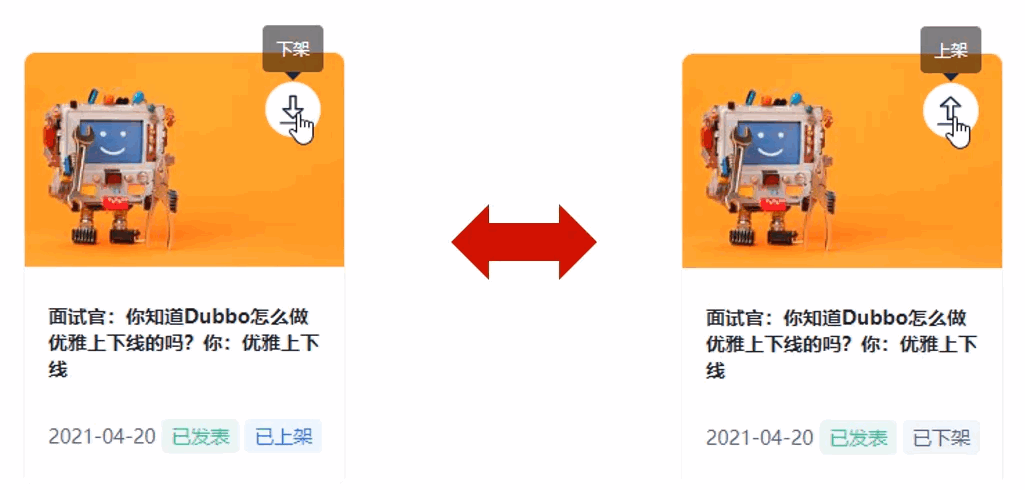 下架
面试官：你知道Dubbo怎么做
优雅上下线的吗？你：优雅上下
线
2021-04-20 已发表 已上架
上架
面试官：你知道Dubbo怎么做
优雅上下线的吗？你：优雅上下
线
2021-04-20 已发表 已下架